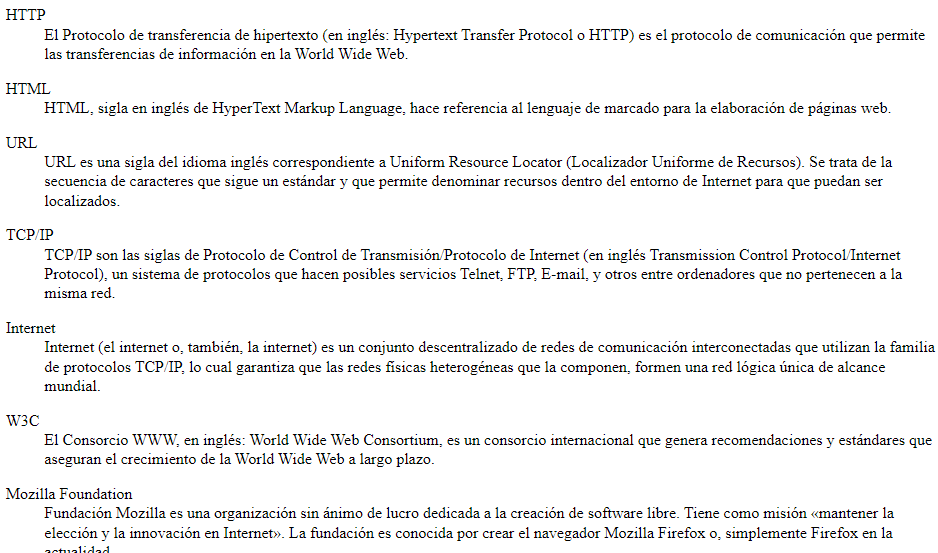 HTTP
El Protocolo de transferencia de hipertexto (en inglés: Hypertext Transfer Protocol o HTTP) es el protocolo de comunicación que permite
las transferencias de información en la World Wide Web.
HTML
HTML, sigla en inglés de HyperText Markup Language, hace referencia al lenguaje de marcado para la elaboración de páginas web.
URL
URL es una sigla del idioma inglés correspondiente a Uniform Resource Locator (Localizador Uniforme de Recursos). Se trata de la
secuencia de caracteres que sigue un estándar y que permite denominar recursos dentro del entorno de Internet para que puedan ser
localizados.
TCP/IP
TCP/IP son las siglas de Protocolo de Control de Transmisión/Protocolo de Internet (en inglés Transmission Control Protocol/Internet
Protocol), un sistema de protocolos que hacen posibles servicios Telnet, FTP, E-mail, y otros entre ordenadores que no pertenecen a la
misma red.
Internet
Internet (el internet o, también, la internet) es un conjunto descentralizado de redes de comunicación interconectadas que utilizan la familia
de protocolos TCP/IP, lo cual garantiza que las redes físicas heterogéneas que la componen, formen una red lógica única de alcance
mundial.
W3C
El Consorcio WWW, en inglés: World Wide Web Consortium, es un consorcio internacional que genera recomendaciones y estándares que
aseguran el crecimiento de la World Wide Web a largo plazo.
Mozilla Foundation
Fundación Mozilla es una organización sin ánimo de lucro dedicada a la creación de software libre. Tiene como misión «mantener la
elección y la innovación en Internet». La fundación es conocida por crear el navegador Mozilla Firefox o, simplemente Firefox en la
actualidad